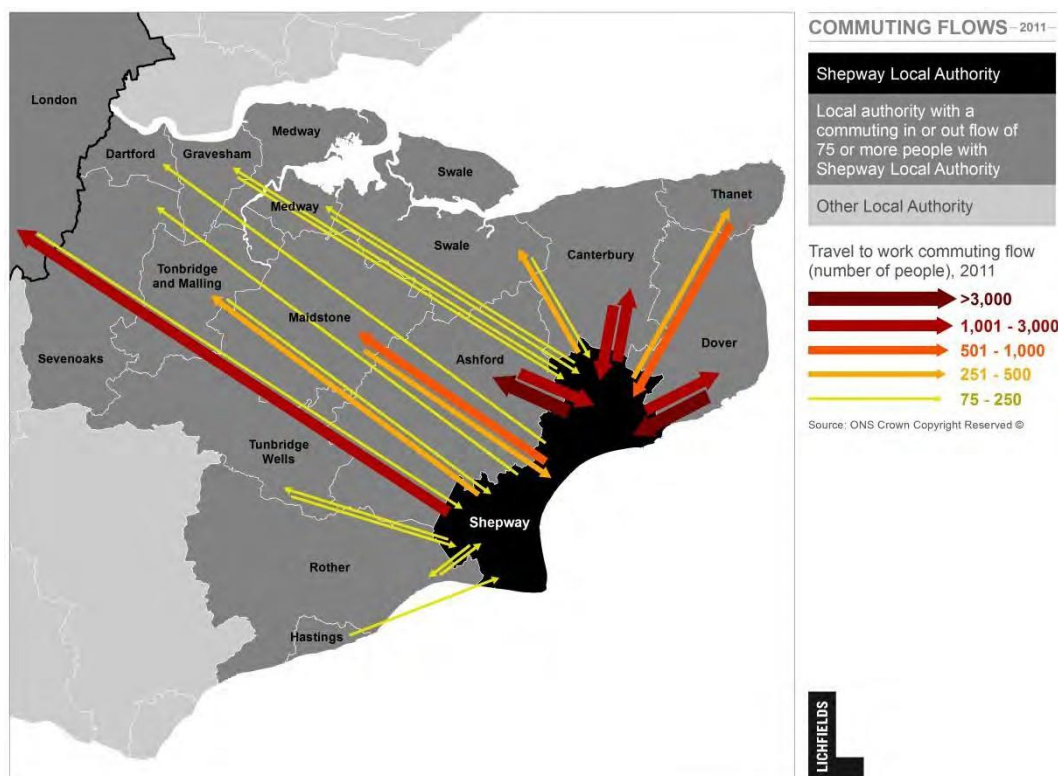 COMMUTING FLOWS – 2011 –
Shepway Local Authority
Local authority with a
commuting in or out flow of
75 or more people with
Shepway Local Authority
Other Local Authority
Travel to work commuting flow
(number of people), 2011
>3,000
1,001 - 3,000
501 - 1,000
251 - 500
75 - 250
Source: ONS Crown Copyright Reserved ©
LICHFIELDS
London
Medway
Dartford
Gravesham
Swale
Thanet
Medway
Swale
Canterbury
Tonbridge
and Malling
Maidstone
Sevenoaks
Ashford
Dover
Tunbridge
Wells
Shepway
Rother
Hastings